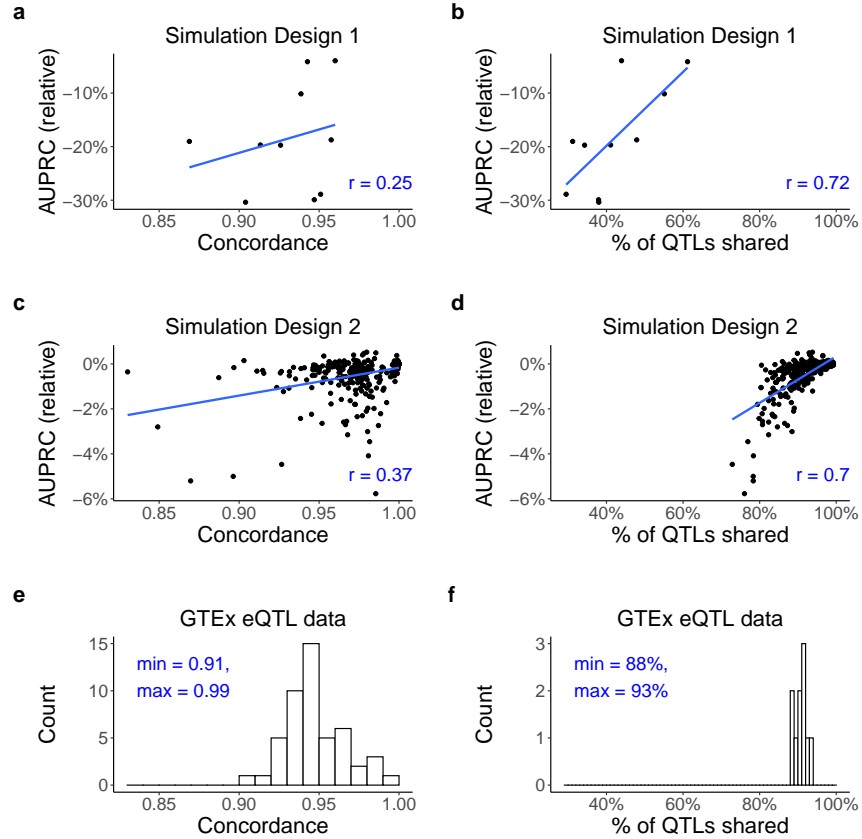 a
Simulation Design 1
AUPRC (relative)
−10%
−20%
−30%
r = 0.25
0.85
0.90
0.95
1.00
Concordance
b
Simulation Design 1
AUPRC (relative)
−10%
−20%
−30%
r = 0.72
40%
60%
80%
100%
% of QTLs shared
c
Simulation Design 2
AUPRC (relative)
0%
−2%
−4%
−6%
r = 0.37
0.85
0.90
0.95
1.00
Concordance
d
Simulation Design 2
AUPRC (relative)
0%
−2%
−4%
−6%
r = 0.7
40%
60%
80%
100%
% of QTLs shared
e
GTEx eQTL data
Count
15
10
5
0
min = 0.91,
max = 0.99
0.85
0.90
0.95
1.00
Concordance
f
GTEx eQTL data
Count
3
2
1
0
min = 88%,
max = 93%
40%
60%
80%
100%
% of QTLs shared